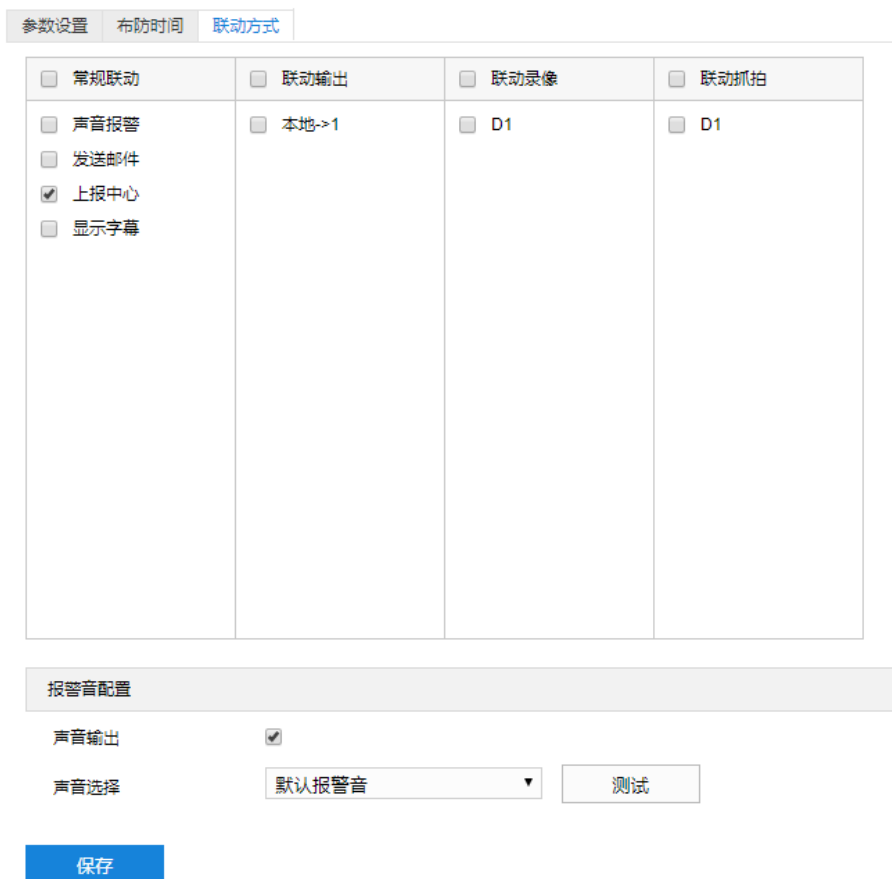 参数设置 布防时间 联动方式
常规联动 联动输出 联动录像 联动抓拍
声音报警 本地->1 D1 D1
发送邮件
上报中心
显示字幕
报警音配置
声音输出
声音选择 默认报警音 测试
保存